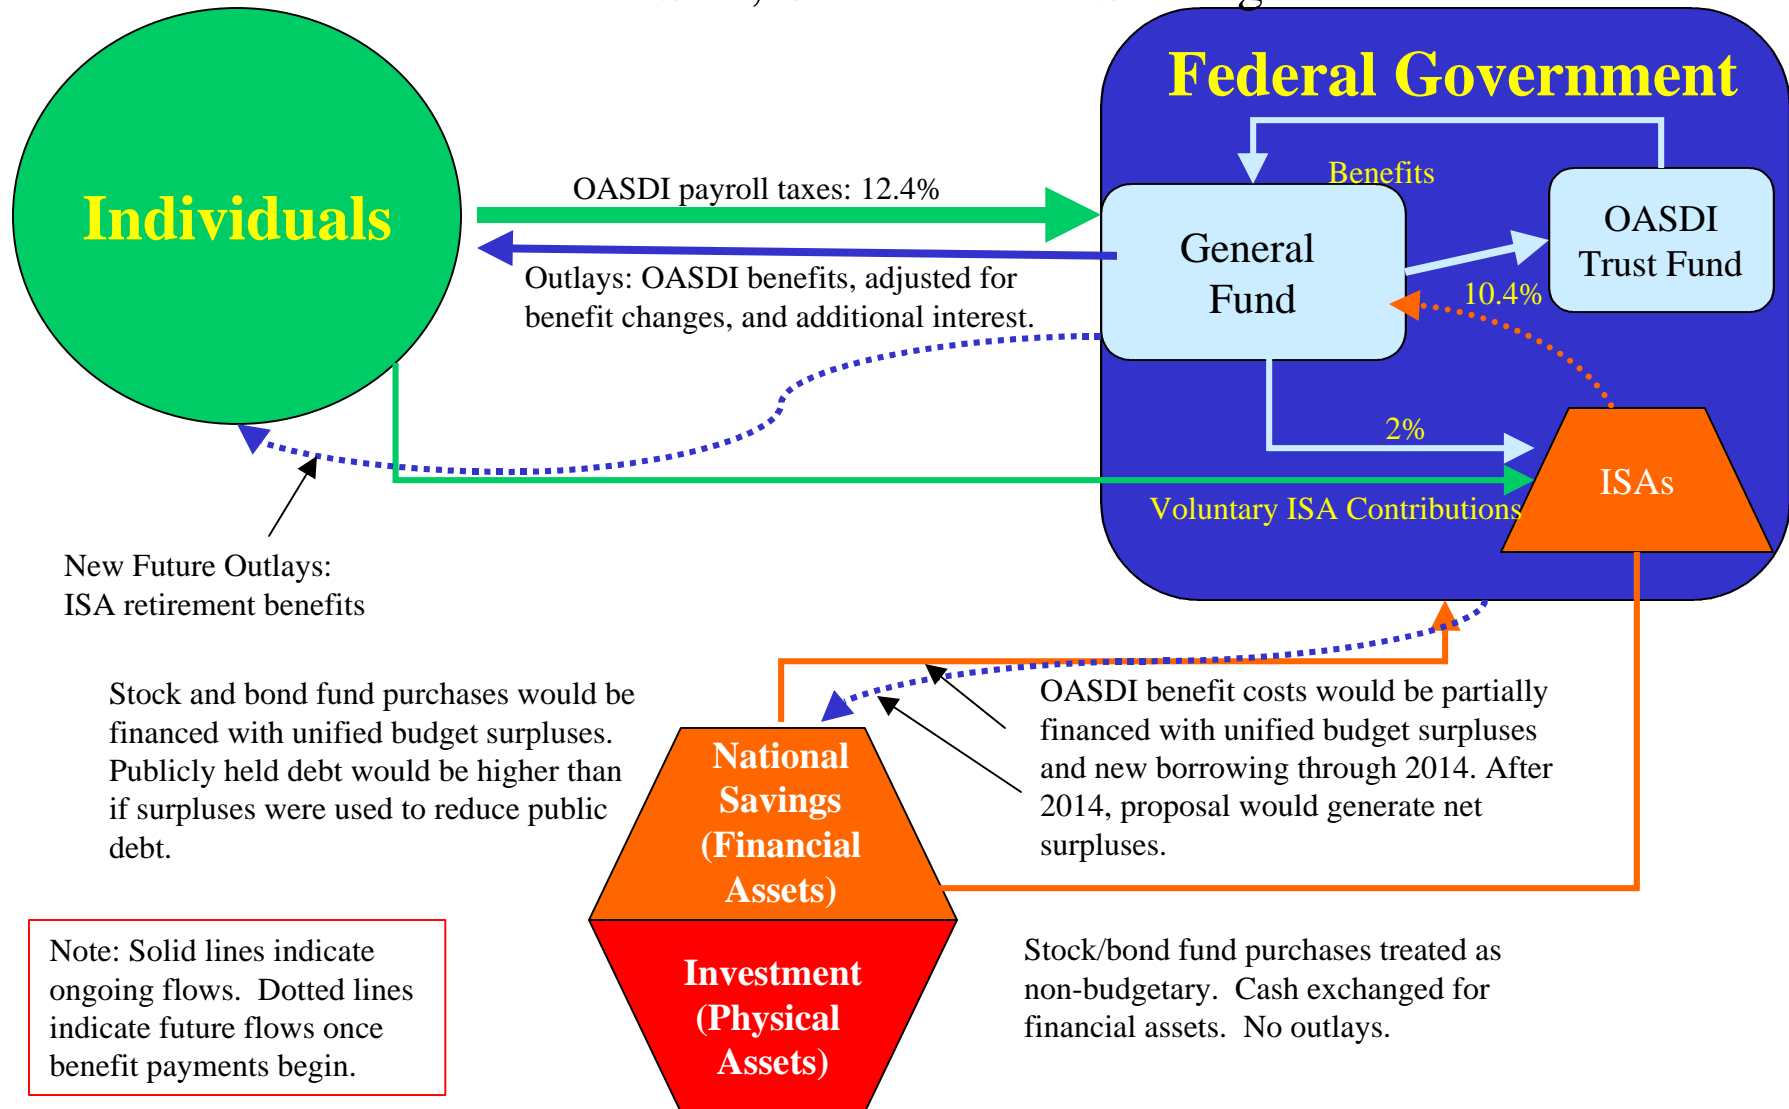 Federal Government
Individuals
OASDI payroll taxes: 12.4%
Outlays: OASDI benefits, adjusted for
benefit changes, and additional interest.
Benefits
General
Fund
OASDI
Trust Fund
10.4%
2%
ISAs
Voluntary ISA Contributions
New Future Outlays:
ISA retirement benefits
Stock and bond fund purchases would be
financed with unified budget surpluses.
Publicly held debt would be higher than
if surpluses were used to reduce public
debt.
OASDI benefit costs would be partially
financed with unified budget surpluses
and new borrowing through 2014. After
2014, proposal would generate net
surpluses.
National
Savings
(Financial
Assets)
Investment
(Physical
Assets)
Note: Solid lines indicate
ongoing flows.  Dotted lines
indicate future flows once
benefit payments begin.
Stock/bond fund purchases treated as
non-budgetary.  Cash exchanged for
financial assets.  No outlays.